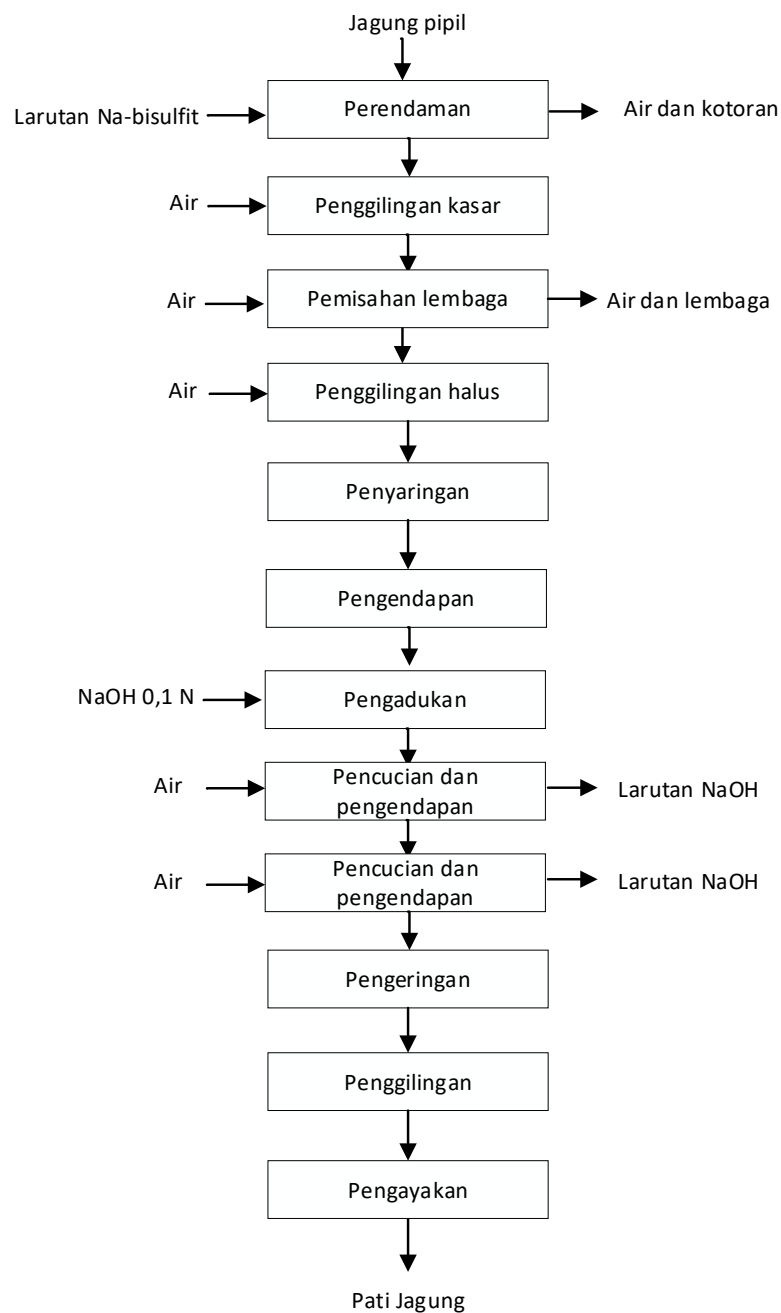 Jagung pipil
Larutan Na-bisulfit
Perendaman
Air dan kotoran
Air
Penggilingan kasar
Air
Pemisahan lembaga
Air dan lembaga
Air
Penggilingan halus
Penyaringan
Pengendapan
NaOH 0,1 N
Pengadukan
Air
Pencucian dan
pengendapan
Larutan NaOH
Air
Pencucian dan
pengendapan
Larutan NaOH
Pengeringan
Penggilingan
Pengayakan
Pati Jagung